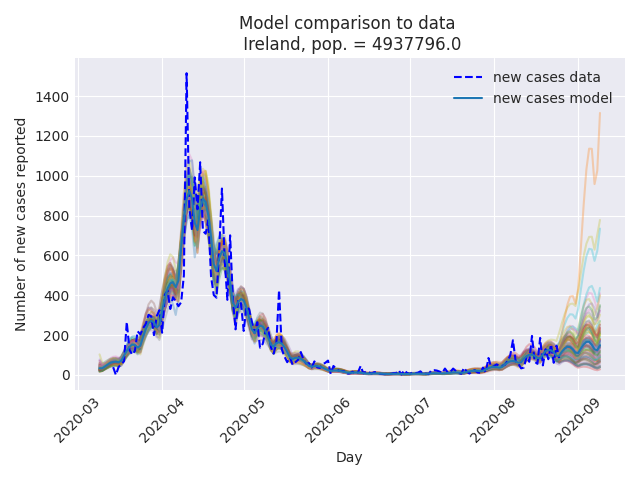 Model comparison to data
Ireland, pop. = 4937796.0
new cases data
new cases model
Number of new cases reported
1400
1200
1000
800
600
400
200
0
2020-03
2020-04
2020-05
2020-06
2020-07
2020-08
2020-09
Day